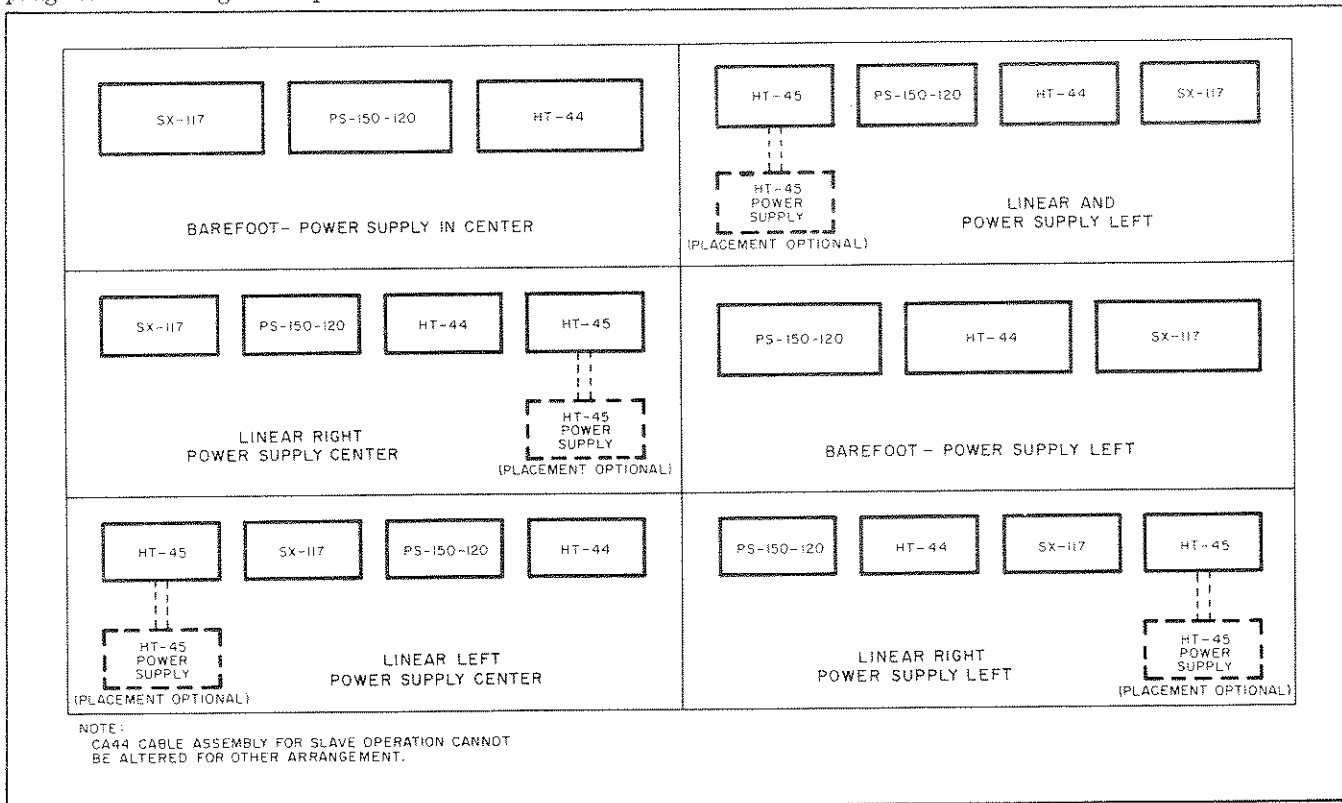 SX-117
PS-150-120
HT-44
BAREFOOT- POWER SUPPLY IN CENTER
HT-45
PS-150-120
HT-44
SX-117
HT-45
POWER
SUPPLY
(PLACEMENT OPTIONAL)
LINEAR AND
POWER SUPPLY LEFT
SX-117
PS-150-120
HT-44
HT-45
HT-45
POWER
SUPPLY
(PLACEMENT OPTIONAL)
LINEAR RIGHT
POWER SUPPLY CENTER
PS-150-120
HT-44
SX-117
BAREFOOT- POWER SUPPLY LEFT
HT-45
SX-117
PS-150-120
HT-44
HT-45
POWER
SUPPLY
(PLACEMENT OPTIONAL)
LINEAR LEFT
POWER SUPPLY CENTER
PS-150-120
HT-44
SX-117
HT-45
HT-45
POWER
SUPPLY
(PLACEMENT OPTIONAL)
LINEAR RIGHT
POWER SUPPLY LEFT
NOTE:
CA44 CABLE ASSEMBLY FOR SLAVE OPERATION CANNOT
BE ALTERED FOR OTHER ARRANGEMENT.